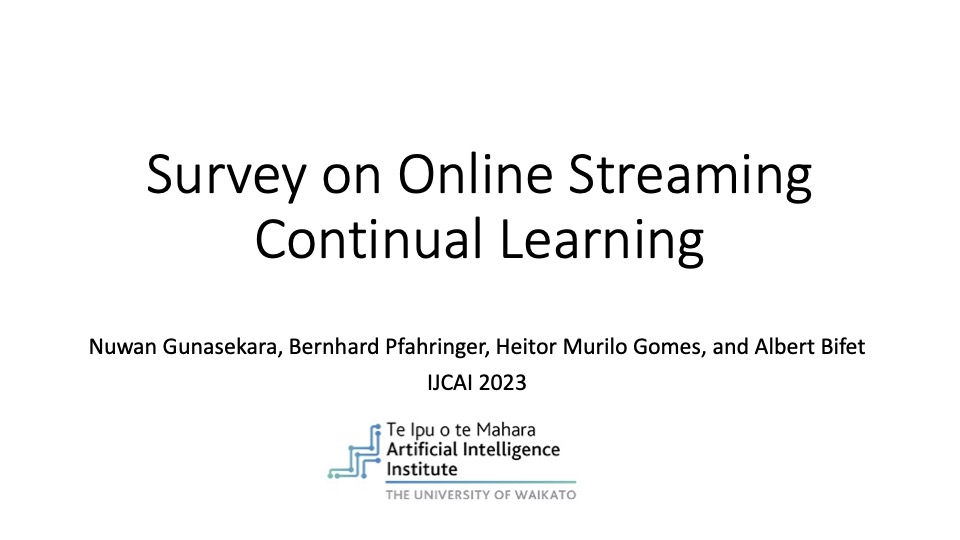 Survey on Online Streaming
Continual Learning
Nuwan Gunasekara, Bernhard Pfahringer, Heitor Murilo Gomes, and Albert Bifet
IJCAI 2023
Te Ipu o te Mahara
Artificial Intelligence
Institute
THE UNIVERSITY OF WAIKATO